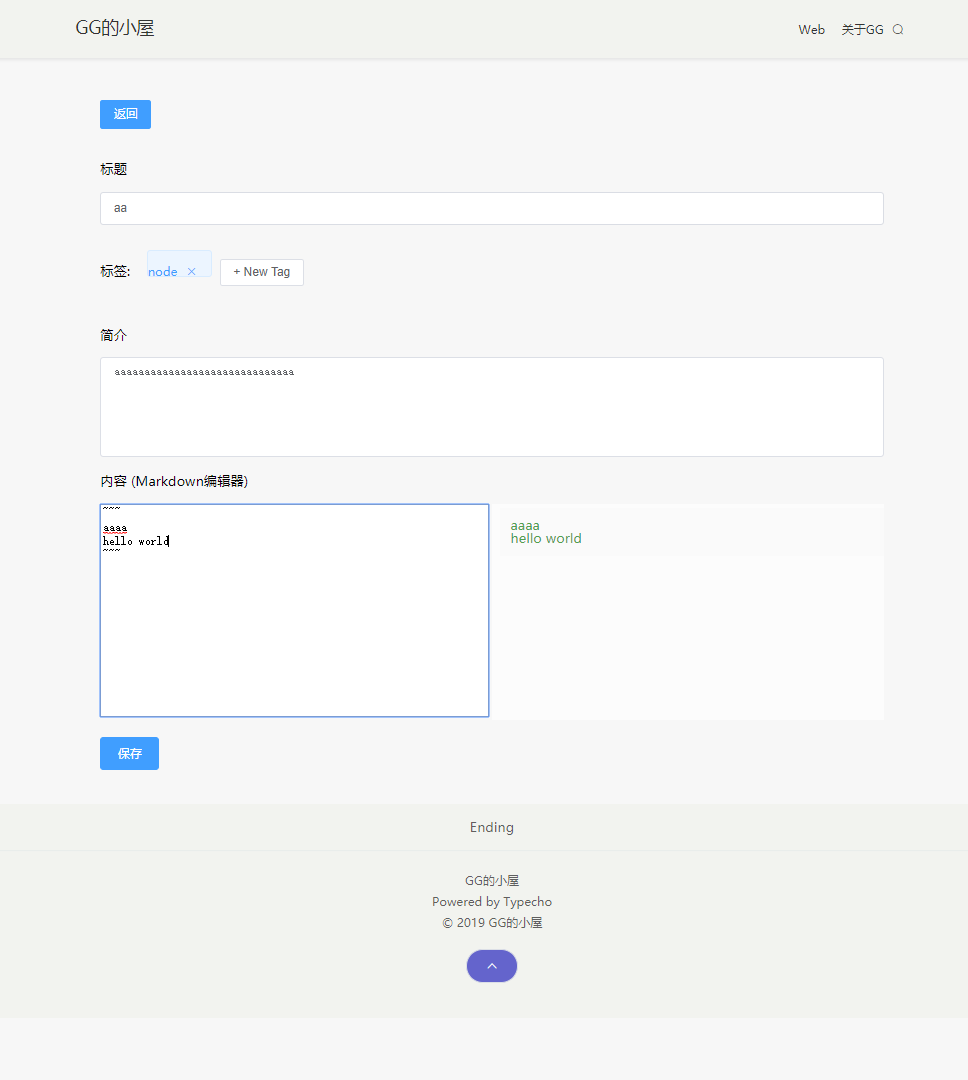 GG的小屋
Web 关于GG
返回
标题
aa
标签: node × + New Tag
简介
aaaaaaaaaaaaaaaaaaaaaaaaaaaaaa
内容 (Markdown编辑器)
~~~
aaaa
hello world
~~~
aaaa
hello world
保存
Ending
GG的小屋
Powered by Typecho
© 2019 GG的小屋